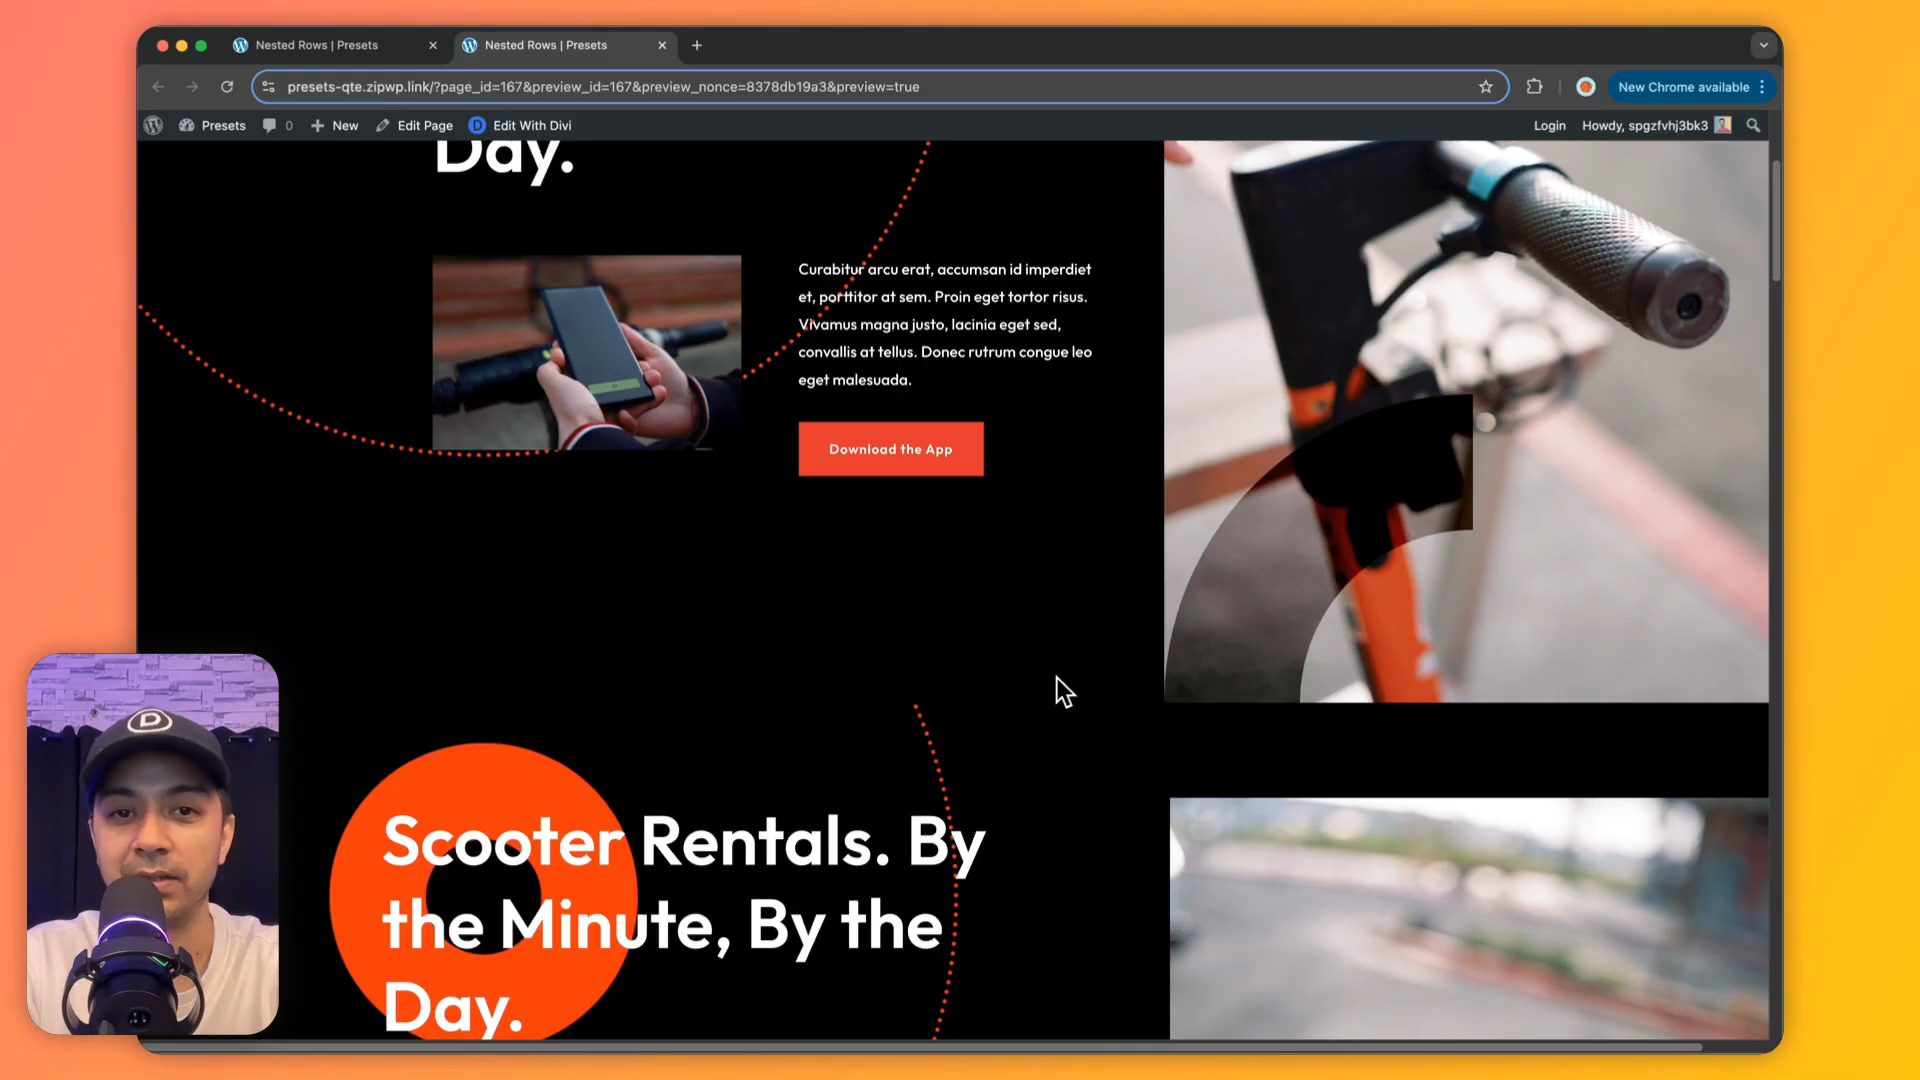 Nested Rows | Presets
Nested Rows | Presets
presets-qte.zipwp.link/?page_id=167&preview_id=167&preview_nonce=8378db19a3&preview=true
New Chrome available
Presets
0
New
Edit Page
Edit With Divi
Login
Howdy, spgzfvhj3bk3
Day.
Curabitur arcu erat, accumsan id imperdiet
et, porttitor at sem. Proin eget tortor risus.
Vivamus magna justo, lacinia eget sed,
convallis at tellus. Donec rutrum congue leo
eget malesuada.
Download the App
Scooter Rentals. By
the Minute, By the
Day.
D